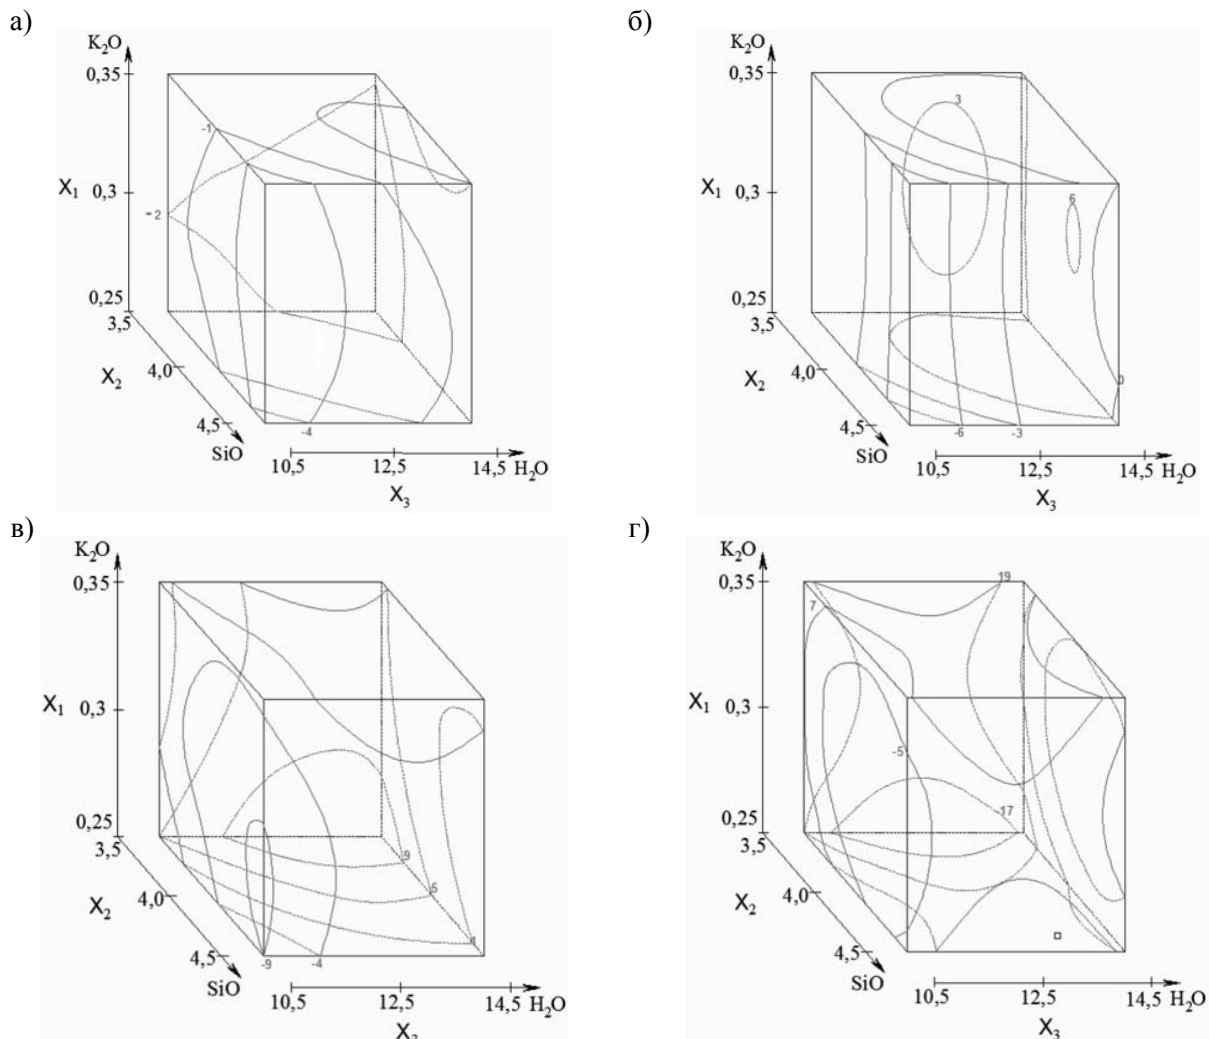 а)
K₂O
0,35
-1
X₁ 0,3
- 2
0,25
3,5
X₂ 4,0
4,5
SiO
-4
10,5 12,5 14,5 H₂O
X₃
б)
K₂O
0,35
3
X₁ 0,3
6
0,25
3,5
X₂ 4,0
0
4,5
SiO
-6 -3
10,5 12,5 14,5 H₂O
X₃
в)
K₂O
0,35
X₁ 0,3
0,25
3,5
-9
5
X₂ 4,0
4,5
SiO
-9 -4
10,5 12,5 14,5 H₂O
X₃
г)
K₂O
0,35
19
7
X₁ 0,3
-5
0,25
-17
3,5
X₂ 4,0
4,5
SiO
10,5 12,5 14,5 H₂O
X₃